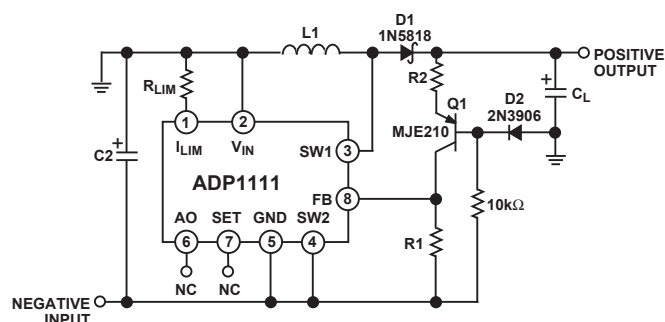 D1
1N5818
L1
POSITIVE
OUTPUT
RLIM
R2
Q1
D2
2N3906
CL
MJE210
1
2
ILIM
VIN
SW1
3
C2
ADP1111
FB
8
10kΩ
AO
SET
GND
SW2
6
7
5
4
R1
NC
NC
NEGATIVE
INPUT